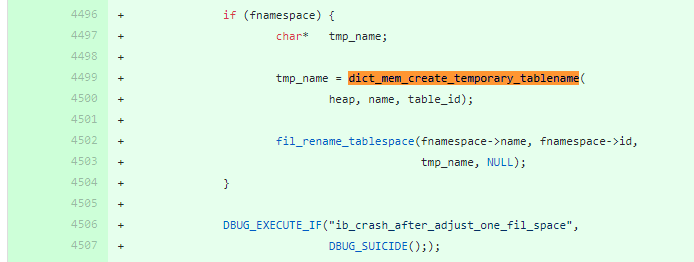 4496 + if (fnamespace) {
4497 + char* tmp_name;
4498 +
4499 + tmp_name = dict_mem_create_temporary_tablename(
4500 + heap, name, table_id);
4501 +
4502 + fil_rename_tablespace(fnamespace->name, fnamespace->id,
4503 + tmp_name, NULL);
4504 + }
4505 +
4506 + DBUG_EXECUTE_IF("ib_crash_after_adjust_one_fil_space",
4507 + DBUG_SUICIDE(););